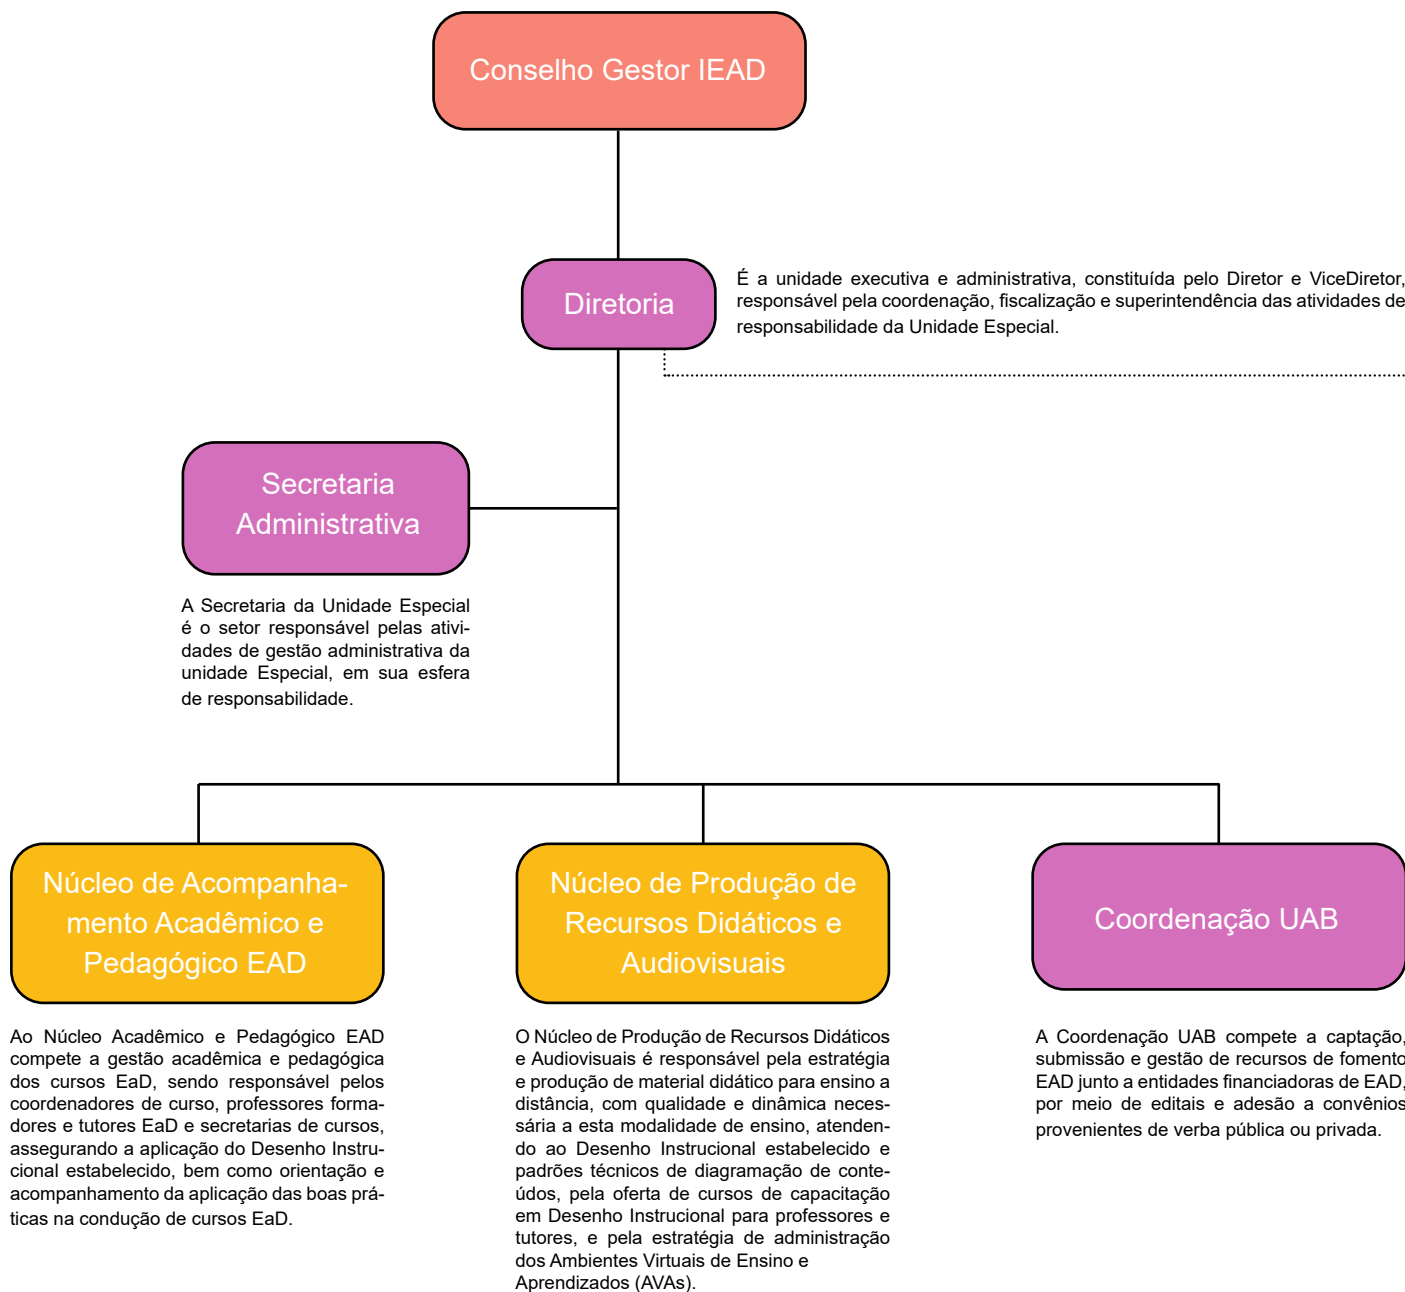 Conselho Gestor IEAD
Diretoria
É a unidade executiva e administrativa, constituída pelo Diretor e ViceDiretor,
responsável pela coordenação, fiscalização e superintendência das atividades de
responsabilidade da Unidade Especial.
Secretaria
Administrativa
A Secretaria da Unidade Especial
é o setor responsável pelas ativi-
dades de gestão administrativa da
unidade Especial, em sua esfera
de responsabilidade.
Núcleo de Acompanha-
mento Acadêmico e
Pedagógico EAD
Ao Núcleo Acadêmico e Pedagógico EAD
compete a gestão acadêmica e pedagógica
dos cursos EaD, sendo responsável pelos
coordenadores de curso, professores forma-
dores e tutores EaD e secretarias de cursos,
assegurando a aplicação do Desenho Instru-
cional estabelecido, bem como orientação e
acompanhamento da aplicação das boas prá-
ticas na condução de cursos EaD.
Núcleo de Produção de
Recursos Didáticos e
Audiovisuais
O Núcleo de Produção de Recursos Didáticos
e Audiovisuais é responsável pela estratégia
e produção de material didático para ensino a
distância, com qualidade e dinâmica neces-
sária a esta modalidade de ensino, atenden-
do ao Desenho Instrucional estabelecido e
padrões técnicos de diagramação de conte-
údos, pela oferta de cursos de capacitação
em Desenho Instrucional para professores e
tutores, e pela estratégia de administração
dos Ambientes Virtuais de Ensino e
Aprendizados (AVAs).
Coordenação UAB
A Coordenação UAB compete a captação,
submissão e gestão de recursos de fomento
EAD junto a entidades financiadoras de EAD,
por meio de editais e adesão a convênios
provenientes de verba pública ou privada.